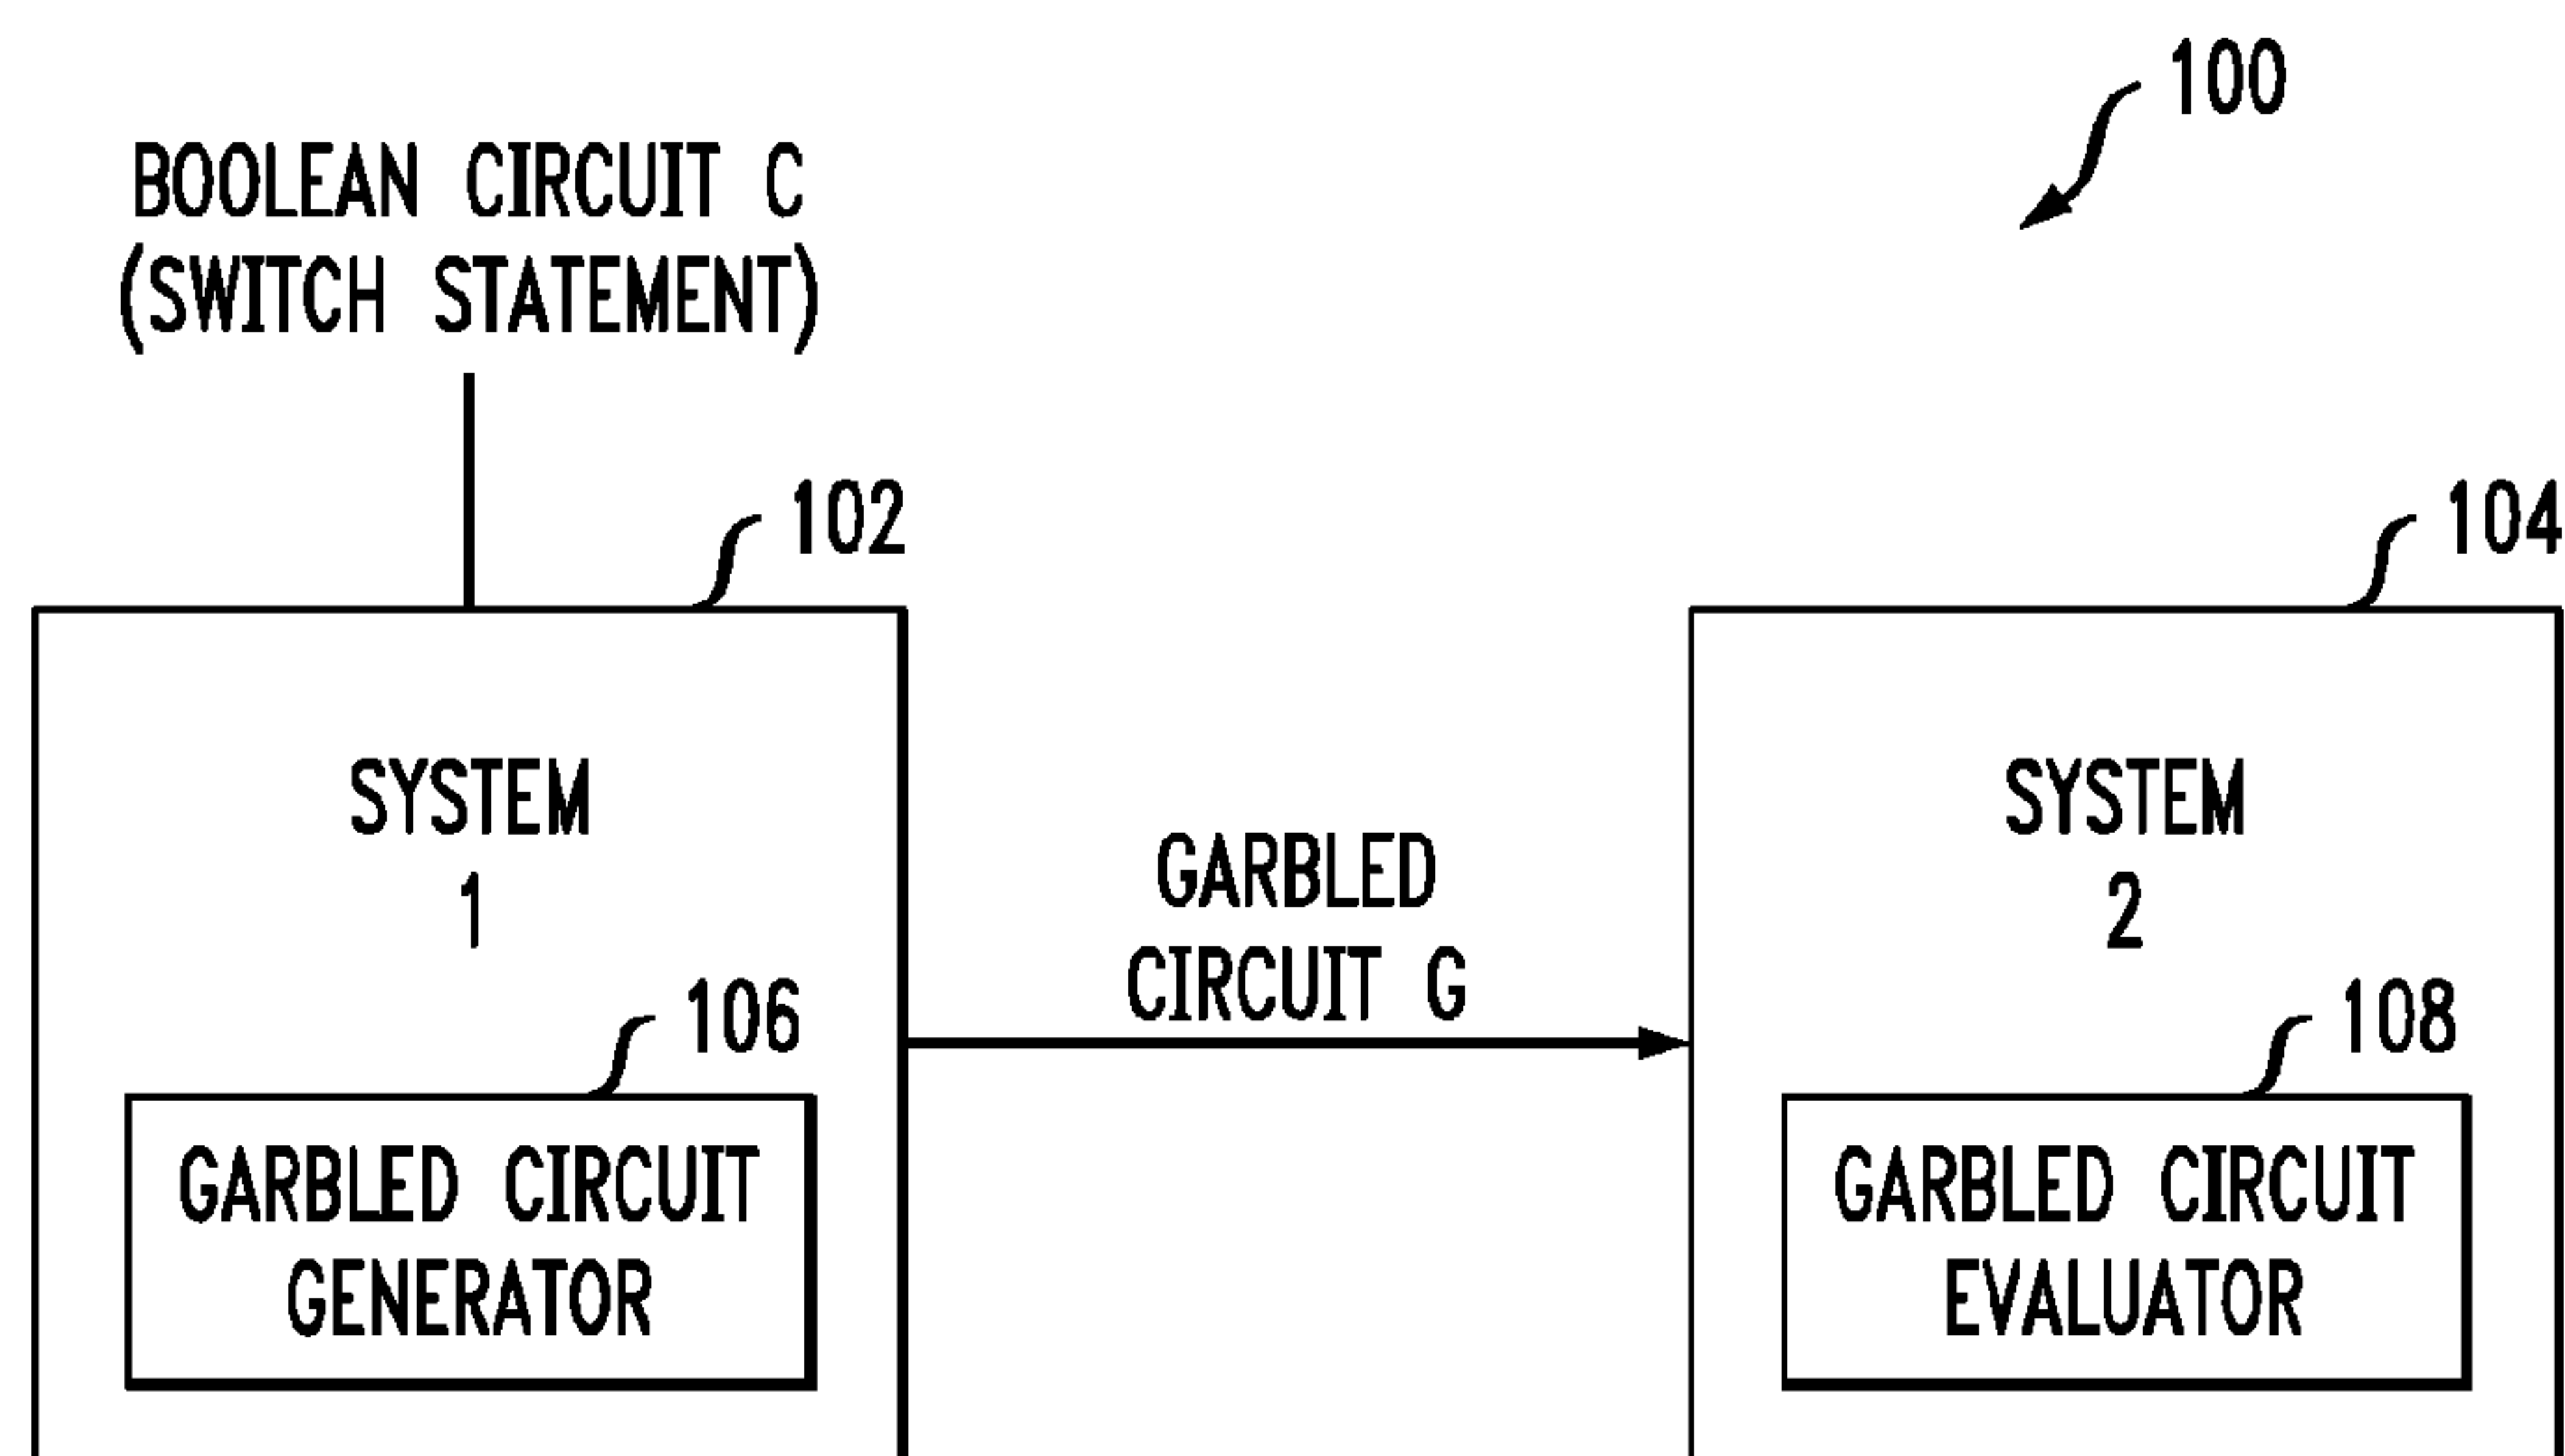 100
BOOLEAN CIRCUIT C
(SWITCH STATEMENT)
102
104
SYSTEM
1
GARBLED
CIRCUIT G
SYSTEM
2
106
108
GARBLED CIRCUIT
GENERATOR
GARBLED CIRCUIT
EVALUATOR